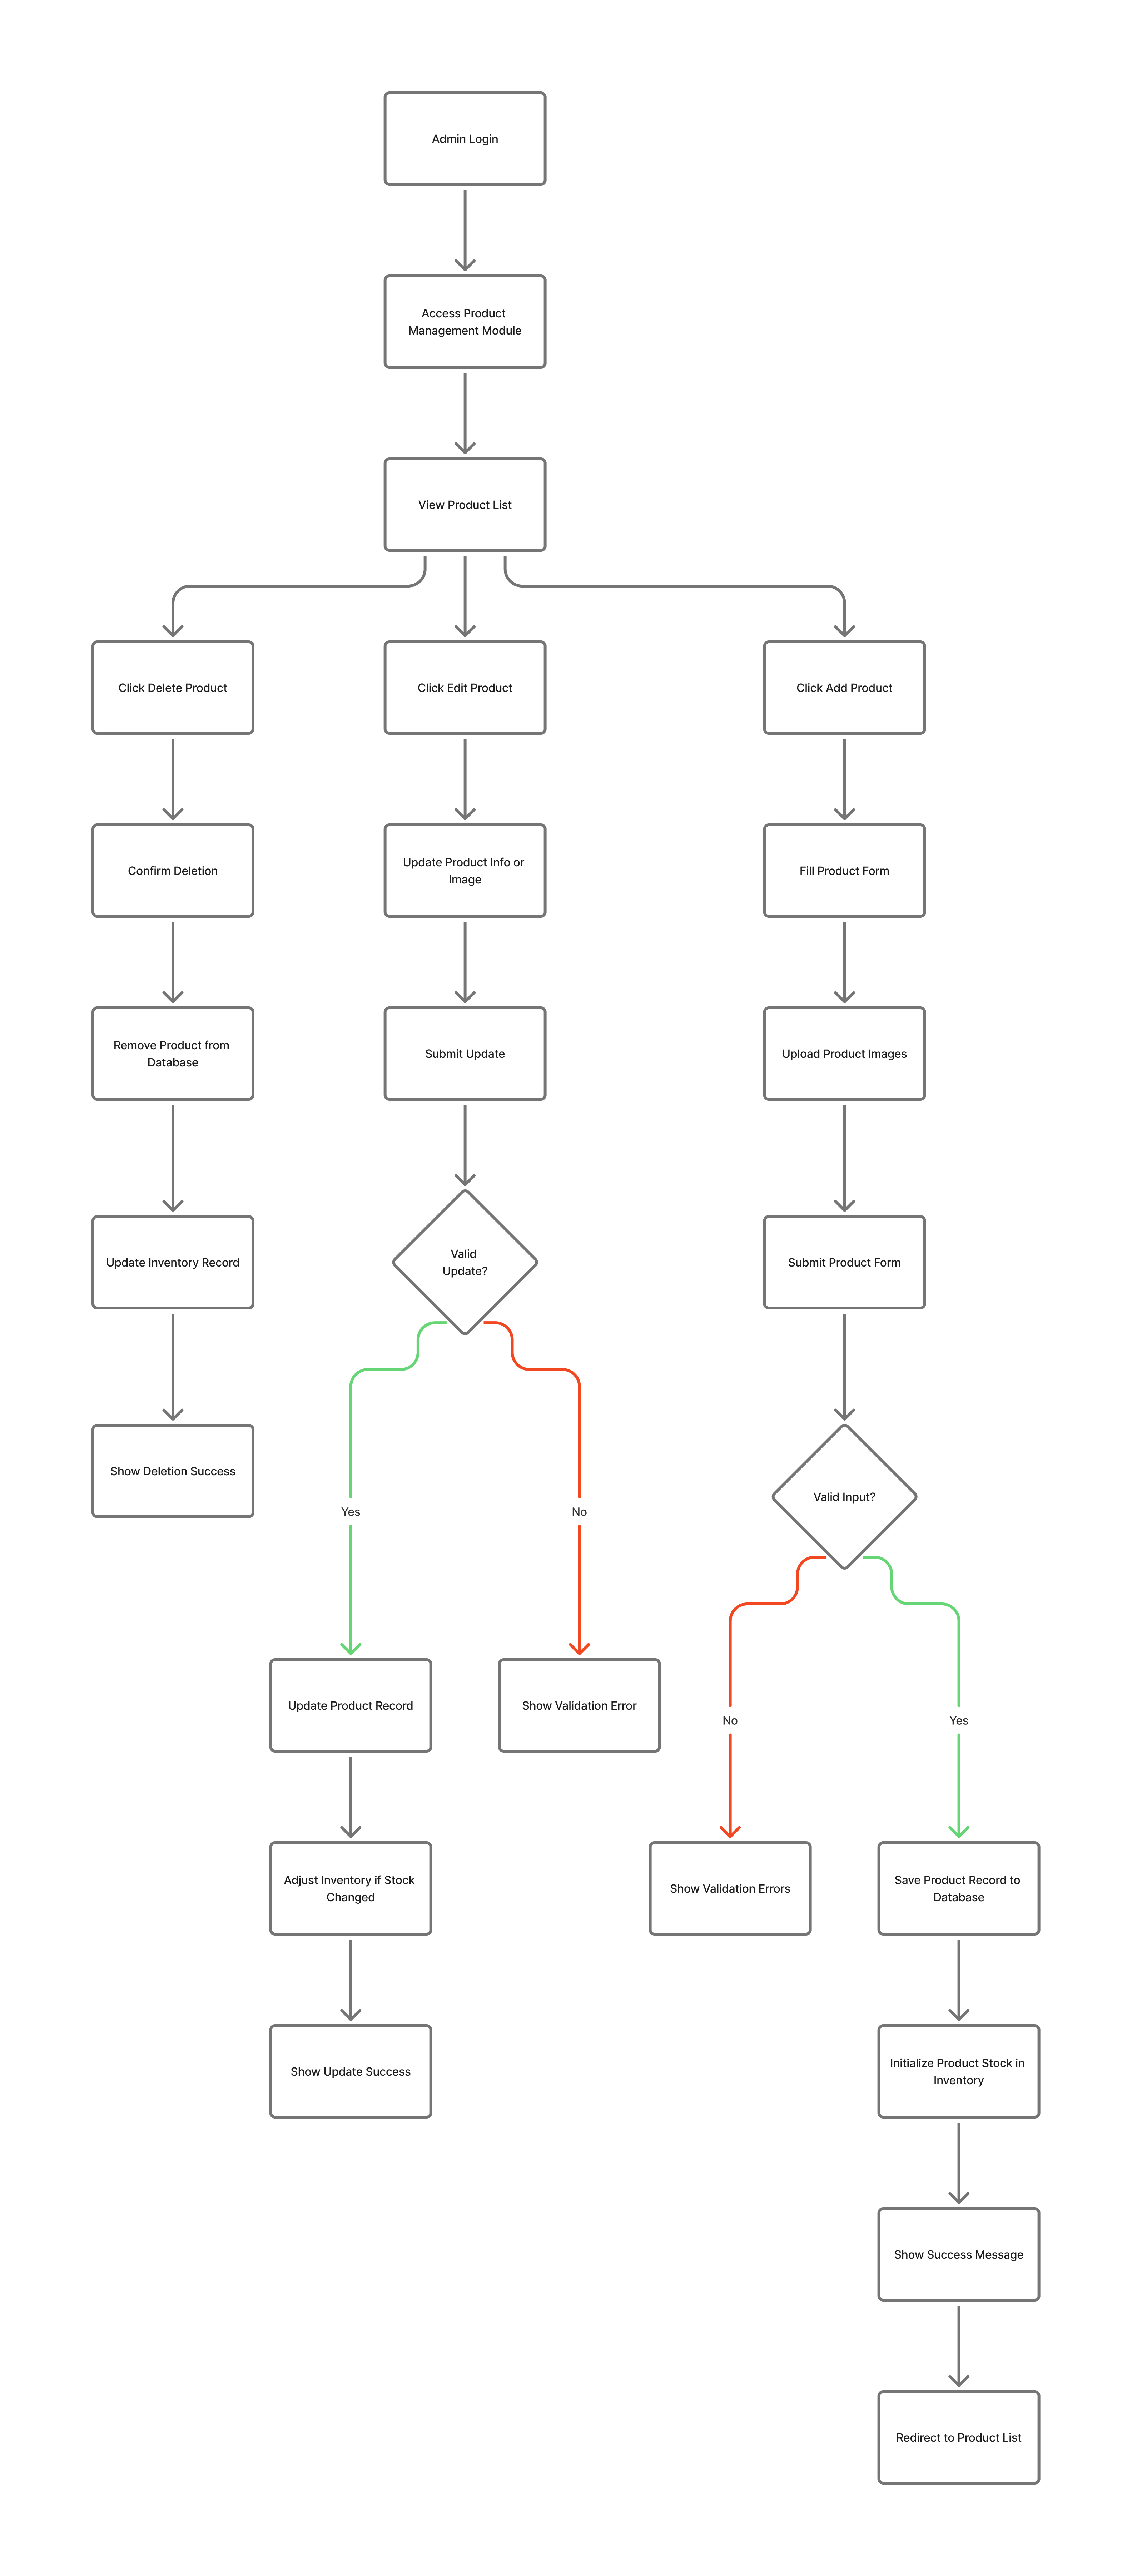 Admin Login
Access Product
Management Module
View Product List
Click Delete Product
Click Edit Product
Click Add Product
Confirm Deletion
Update Product Info or
Image
Fill Product Form
Remove Product from
Database
Submit Update
Upload Product Images
Update Inventory Record
Valid
Update?
Submit Product Form
Show Deletion Success
Valid Input?
Yes
No
Update Product Record
Show Validation Error
No
Yes
Adjust Inventory if Stock
Changed
Show Validation Errors
Save Product Record to
Database
Show Update Success
Initialize Product Stock in
Inventory
Show Success Message
Redirect to Product List